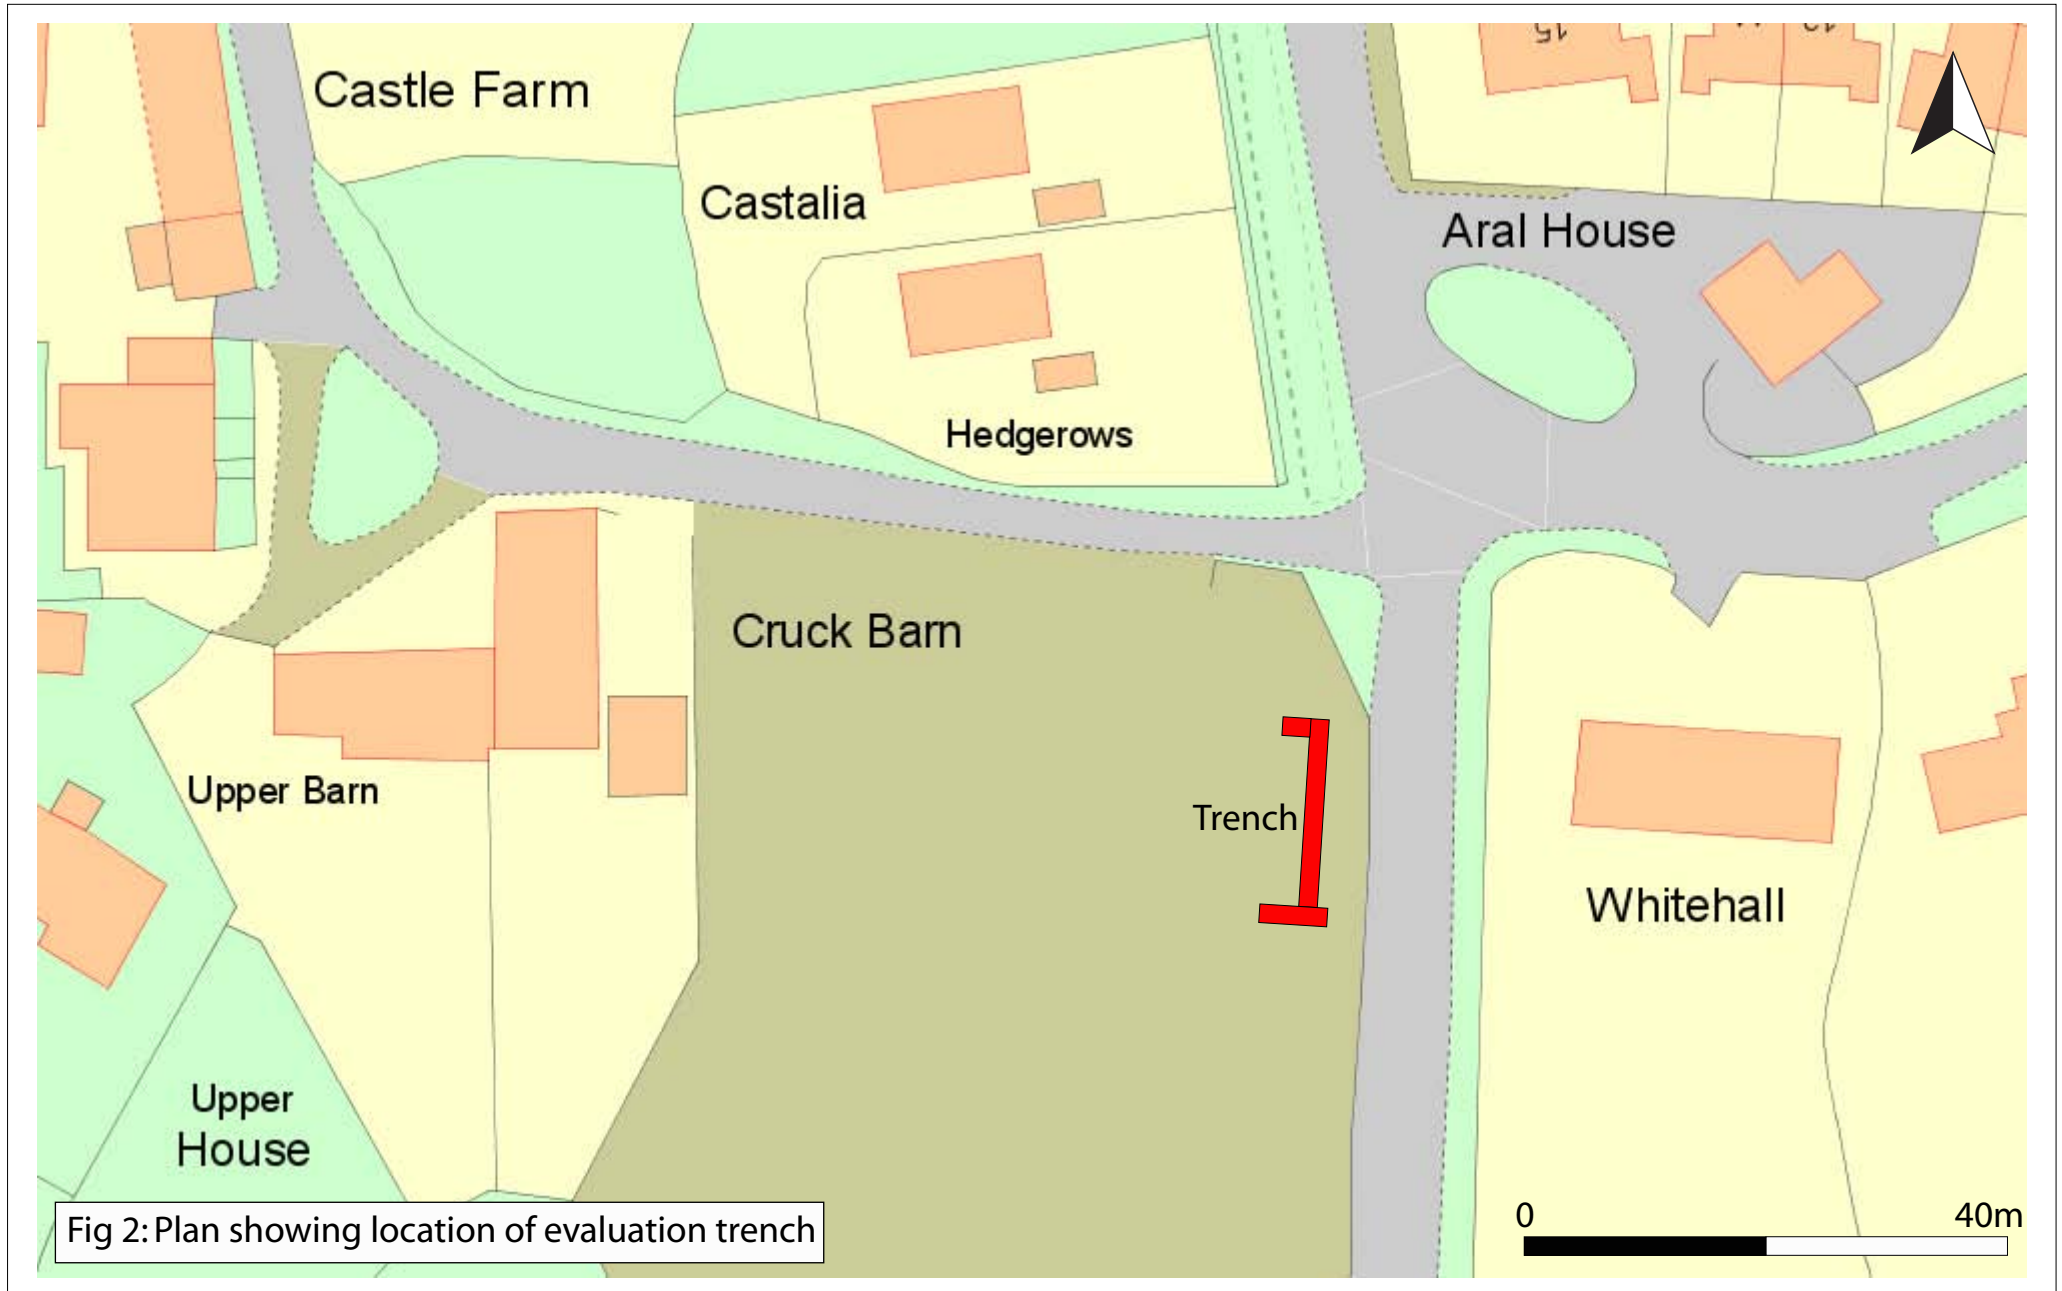 15
Castle Farm
Castalia
Aral House
Hedgerows
Cruck Barn
Upper Barn
Trench
Whitehall
Upper
House
0 40m
Fig 2: Plan showing location of evaluation trench